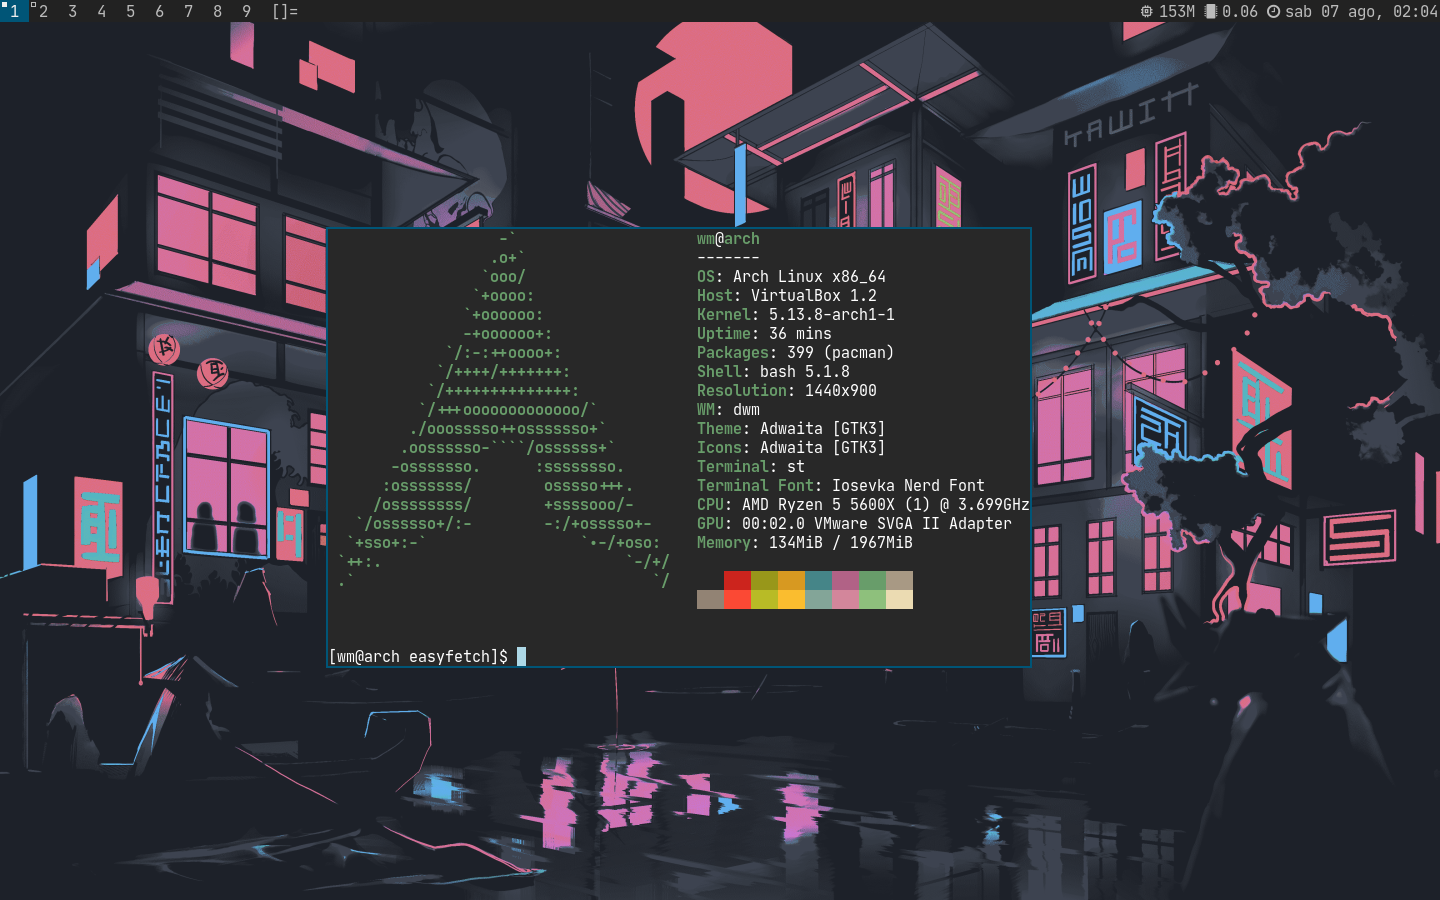 1 2 3 4 5 6 7 8 9 []= 153M 0.06 sab 07 ago, 02:04
KAWITT
-`
.o+`
`ooo/
`+oooo:
`+oooooo:
-+oooooo+:
`/:-:++oooo+:
`/++++/+++++++:
`/++++++++++++++:
`/+++ooooooooooooo/`
./ooosssso++osssssso+`
.oossssso-````/ossssss+`
-osssssso. :ssssssso.
:osssssss/ osssso+++.
/ossssssss/ +ssssooo/-
`/ossssso+/:- -:/+osssso+-
`+sso+:-` `.-/+oso:
`++:. `-/+/
.` `/
wm@arch
-------
OS: Arch Linux x86_64
Host: VirtualBox 1.2
Kernel: 5.13.8-arch1-1
Uptime: 36 mins
Packages: 399 (pacman)
Shell: bash 5.1.8
Resolution: 1440x900
WM: dwm
Theme: Adwaita [GTK3]
Icons: Adwaita [GTK3]
Terminal: st
Terminal Font: Iosevka Nerd Font
CPU: AMD Ryzen 5 5600X (1) @ 3.699GHz
GPU: 00:02.0 VMware SVGA II Adapter
Memory: 134MiB / 1967MiB
[wm@arch easyfetch]$